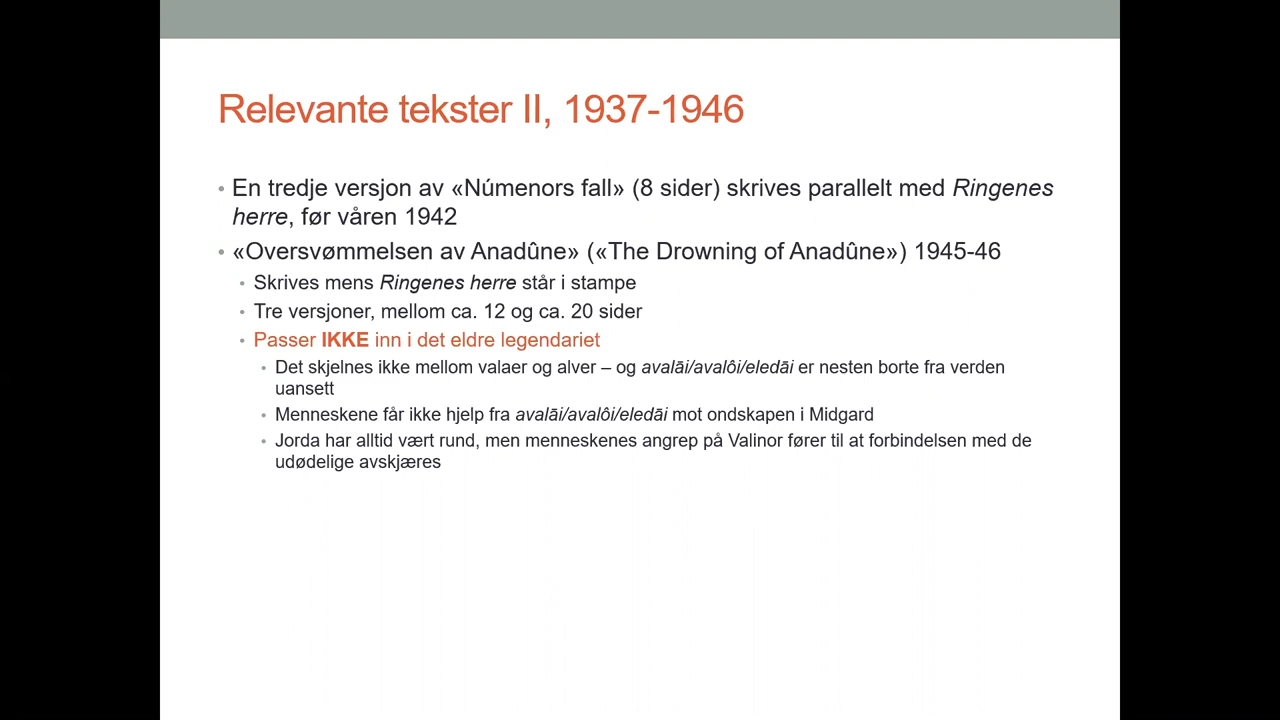 Relevante tekster II, 1937-1946
• En tredje versjon av «Númenors fall» (8 sider) skrives parallelt med Ringenes
herre, før våren 1942
• «Oversvømmelsen av Anadûne» («The Drowning of Anadûne») 1945-46
• Skrives mens Ringenes herre står i stampe
• Tre versjoner, mellom ca. 12 og ca. 20 sider
• Passer IKKE inn i det eldre legendariet
• Det skjelnes ikke mellom valaer og alver – og avalāi/avalôi/eledāi er nesten borte fra verden
uansett
• Menneskene får ikke hjelp fra avalāi/avalôi/eledāi mot ondskapen i Midgard
• Jorda har alltid vært rund, men menneskenes angrep på Valinor fører til at forbindelsen med de
udødelige avskjæres